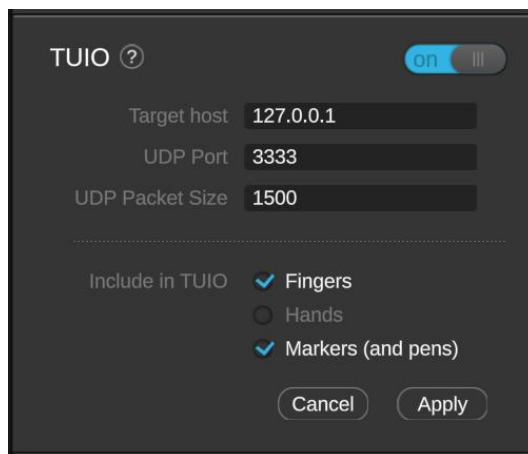 TUIO ? on
Target host 127.0.0.1
UDP Port 3333
UDP Packet Size 1500
Include in TUIO Fingers
Hands
Markers (and pens)
Cancel Apply